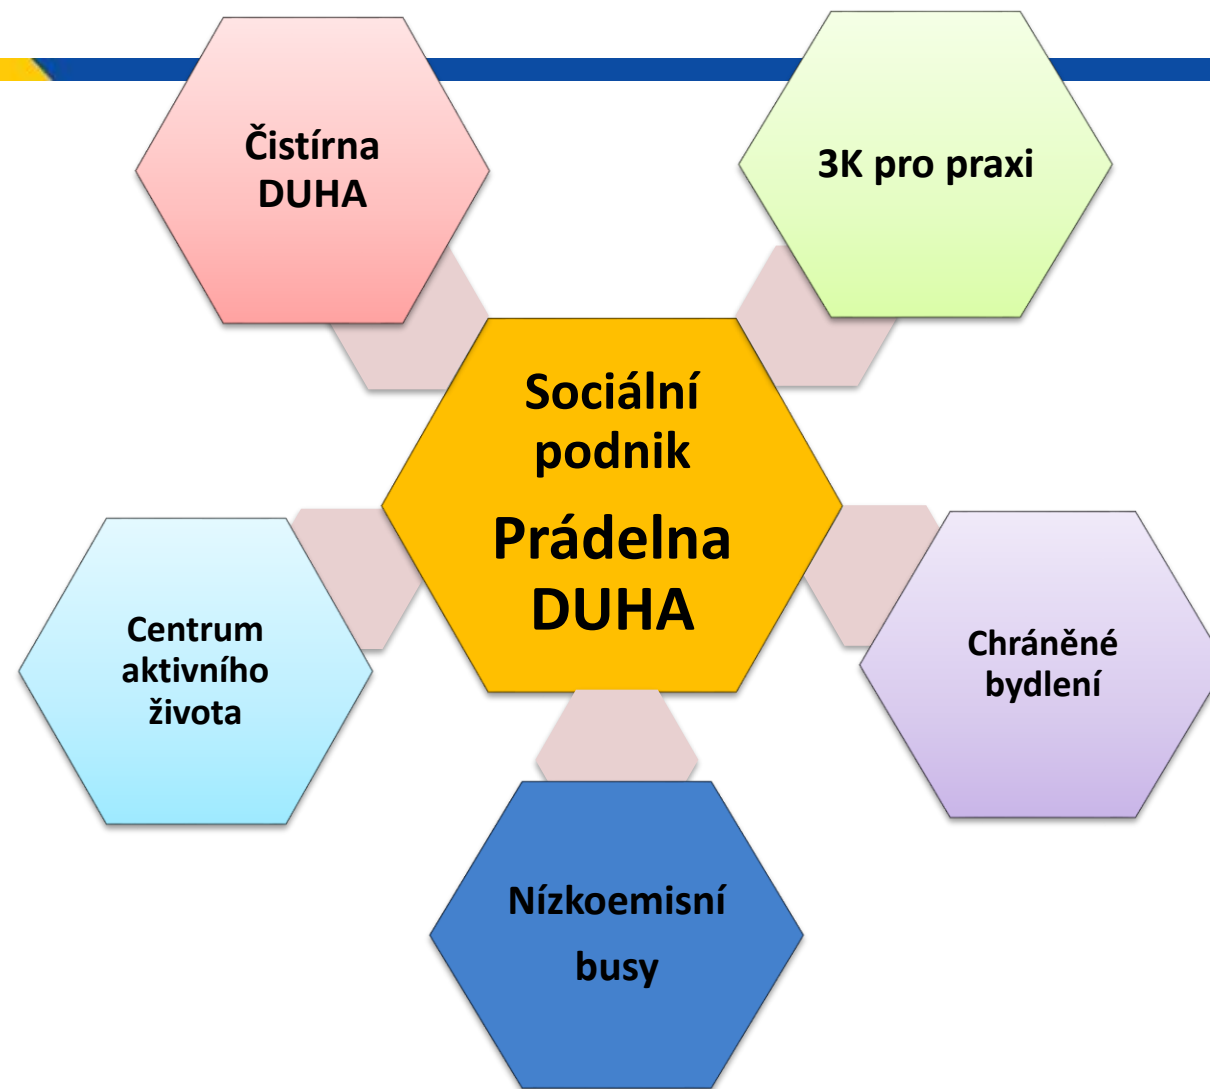 Čistírna
DUHA
3K pro praxi
Sociální
podnik
Prádelna
DUHA
Centrum
aktivního
života
Chráněné
bydlení
Nízkoemisní
busy